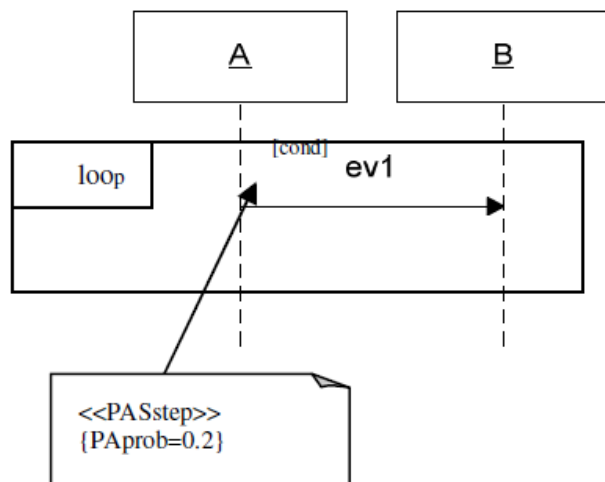 A
B
[cond]
loop
ev1
<<PASstep>>
{PAprob=0.2}